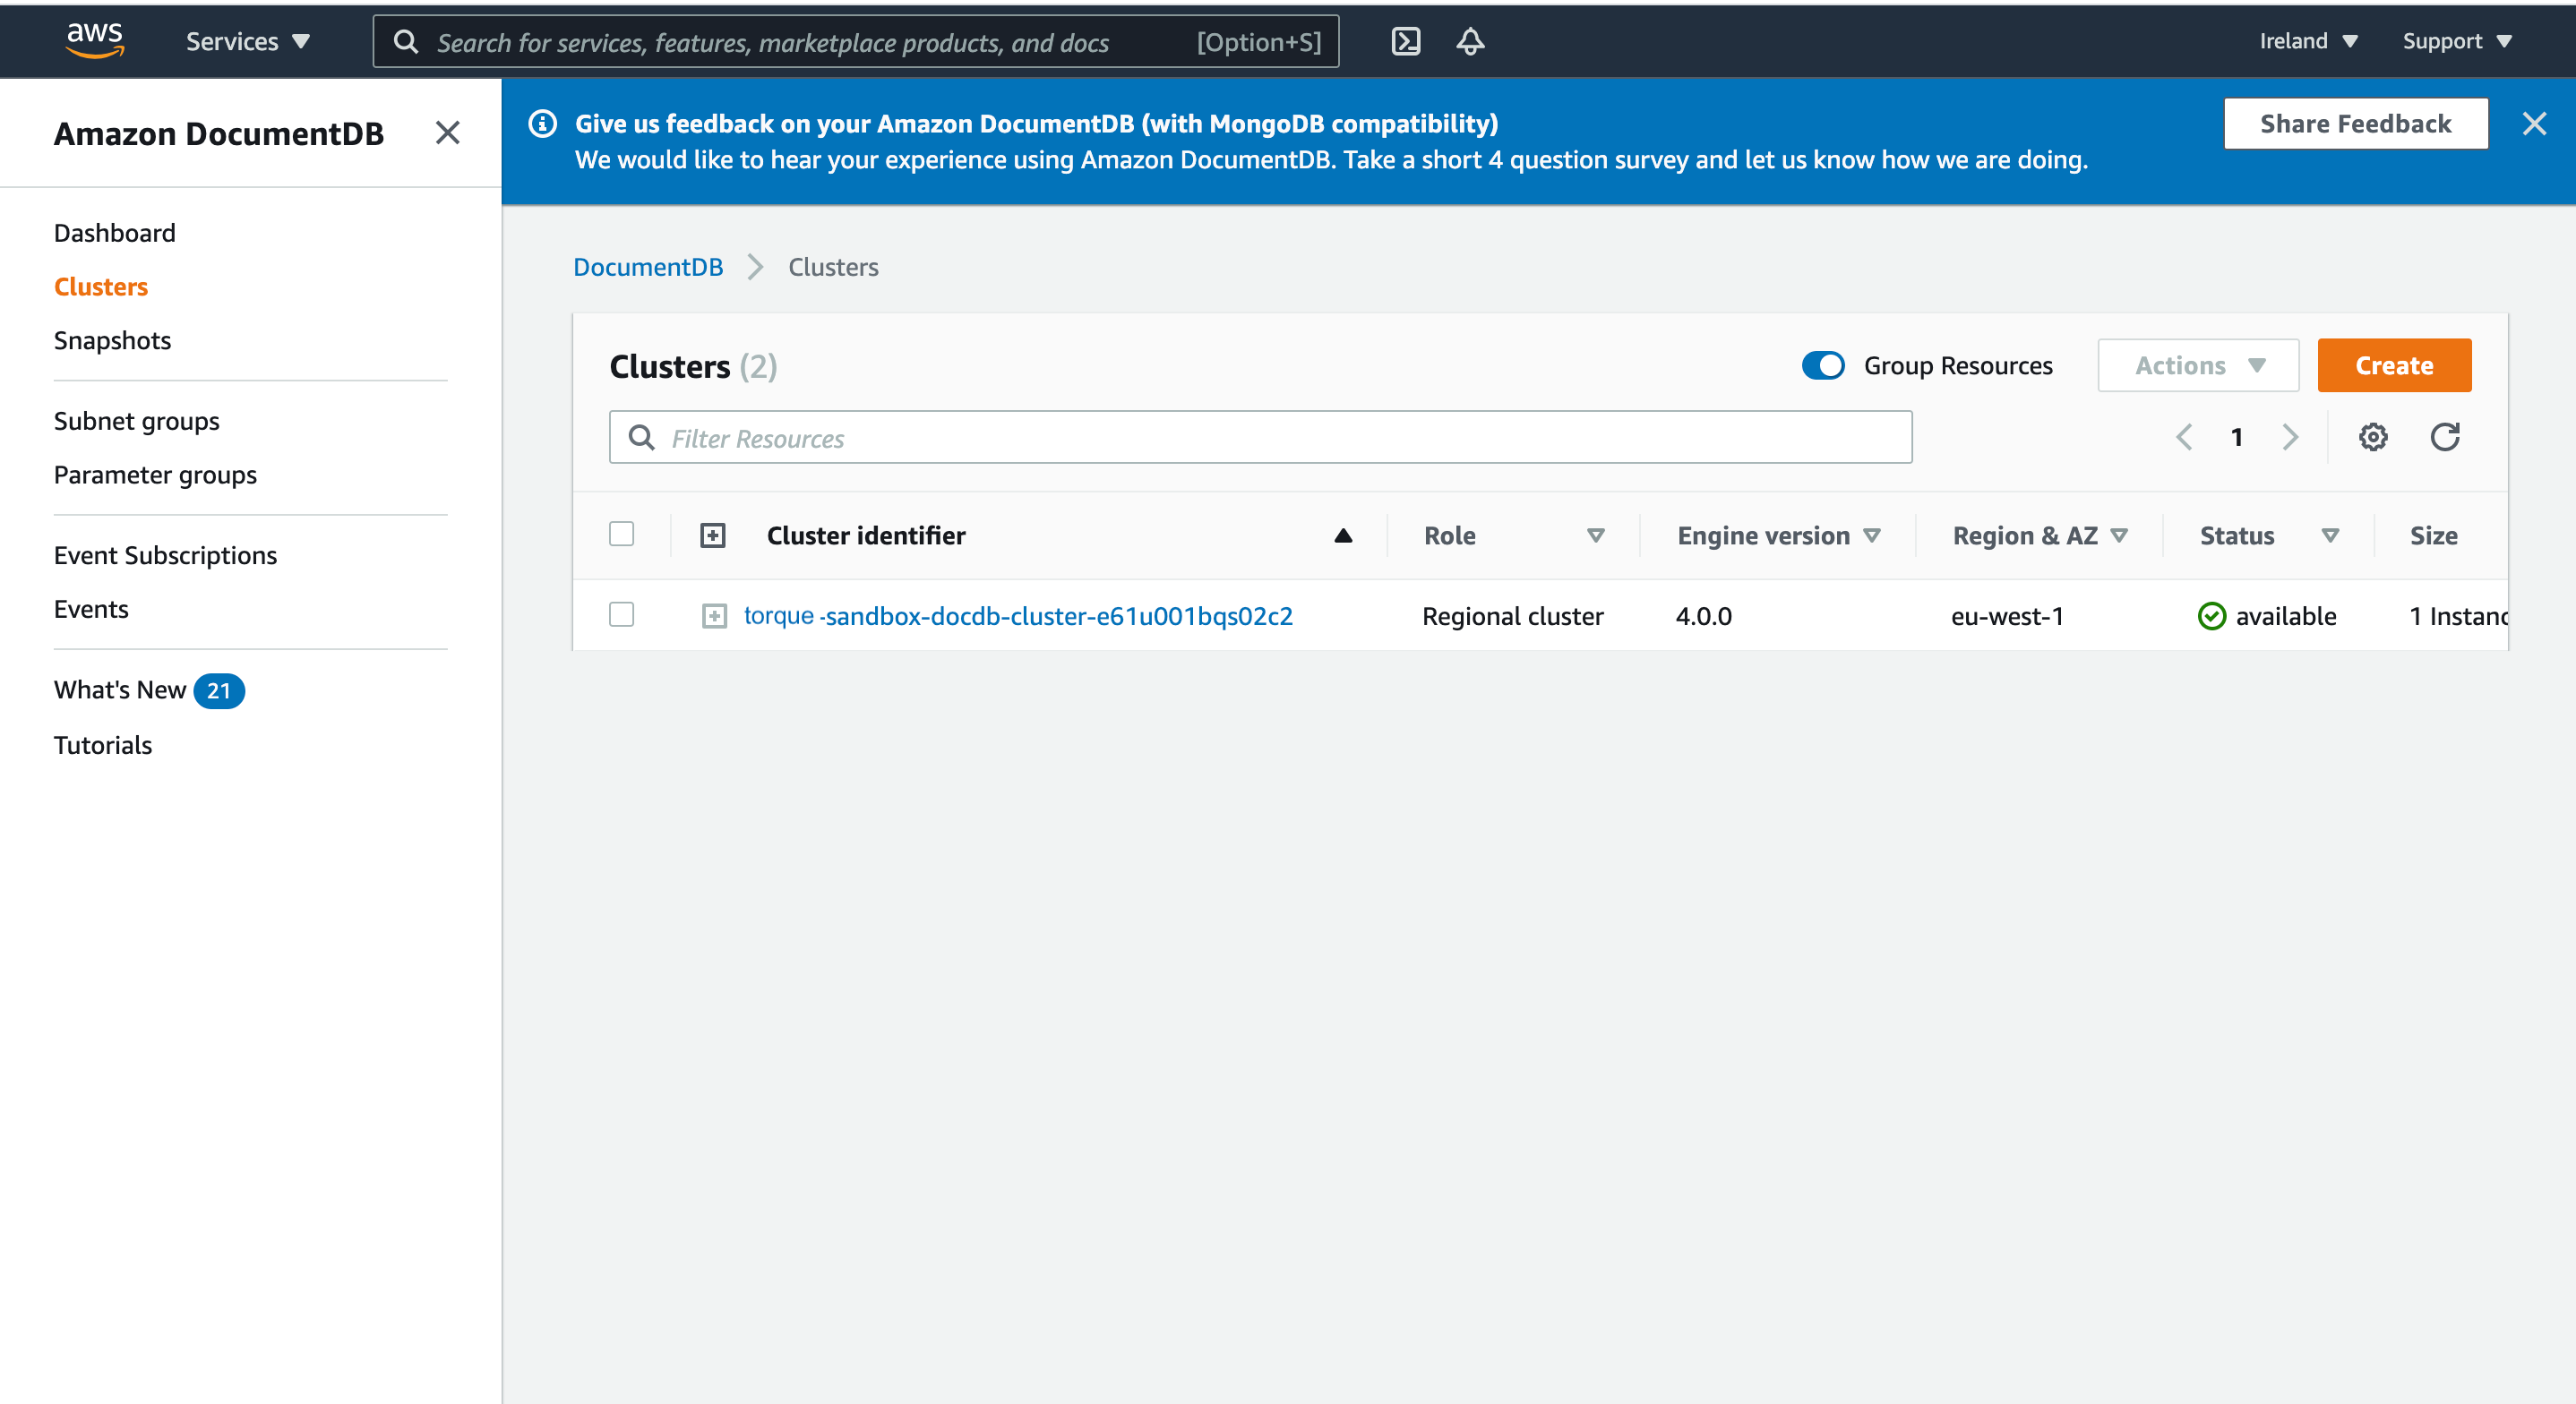 aws
Services
Search for services, features, marketplace products, and docs
[Option+S]
Ireland
Support
Amazon DocumentDB
Dashboard
Clusters
Snapshots
Subnet groups
Parameter groups
Event Subscriptions
Events
What's New 21
Tutorials
Give us feedback on your Amazon DocumentDB (with MongoDB compatibility)
We would like to hear your experience using Amazon DocumentDB. Take a short 4 question survey and let us know how we are doing.
Share Feedback
DocumentDB
Clusters
Clusters (2)
Group Resources
Actions
Create
Filter Resources
1
Cluster identifier
Role
Engine version
Region & AZ
Status
Size
torque -sandbox-docdb-cluster-e61u001bqs02c2
Regional cluster
4.0.0
eu-west-1
available
1 Instanc